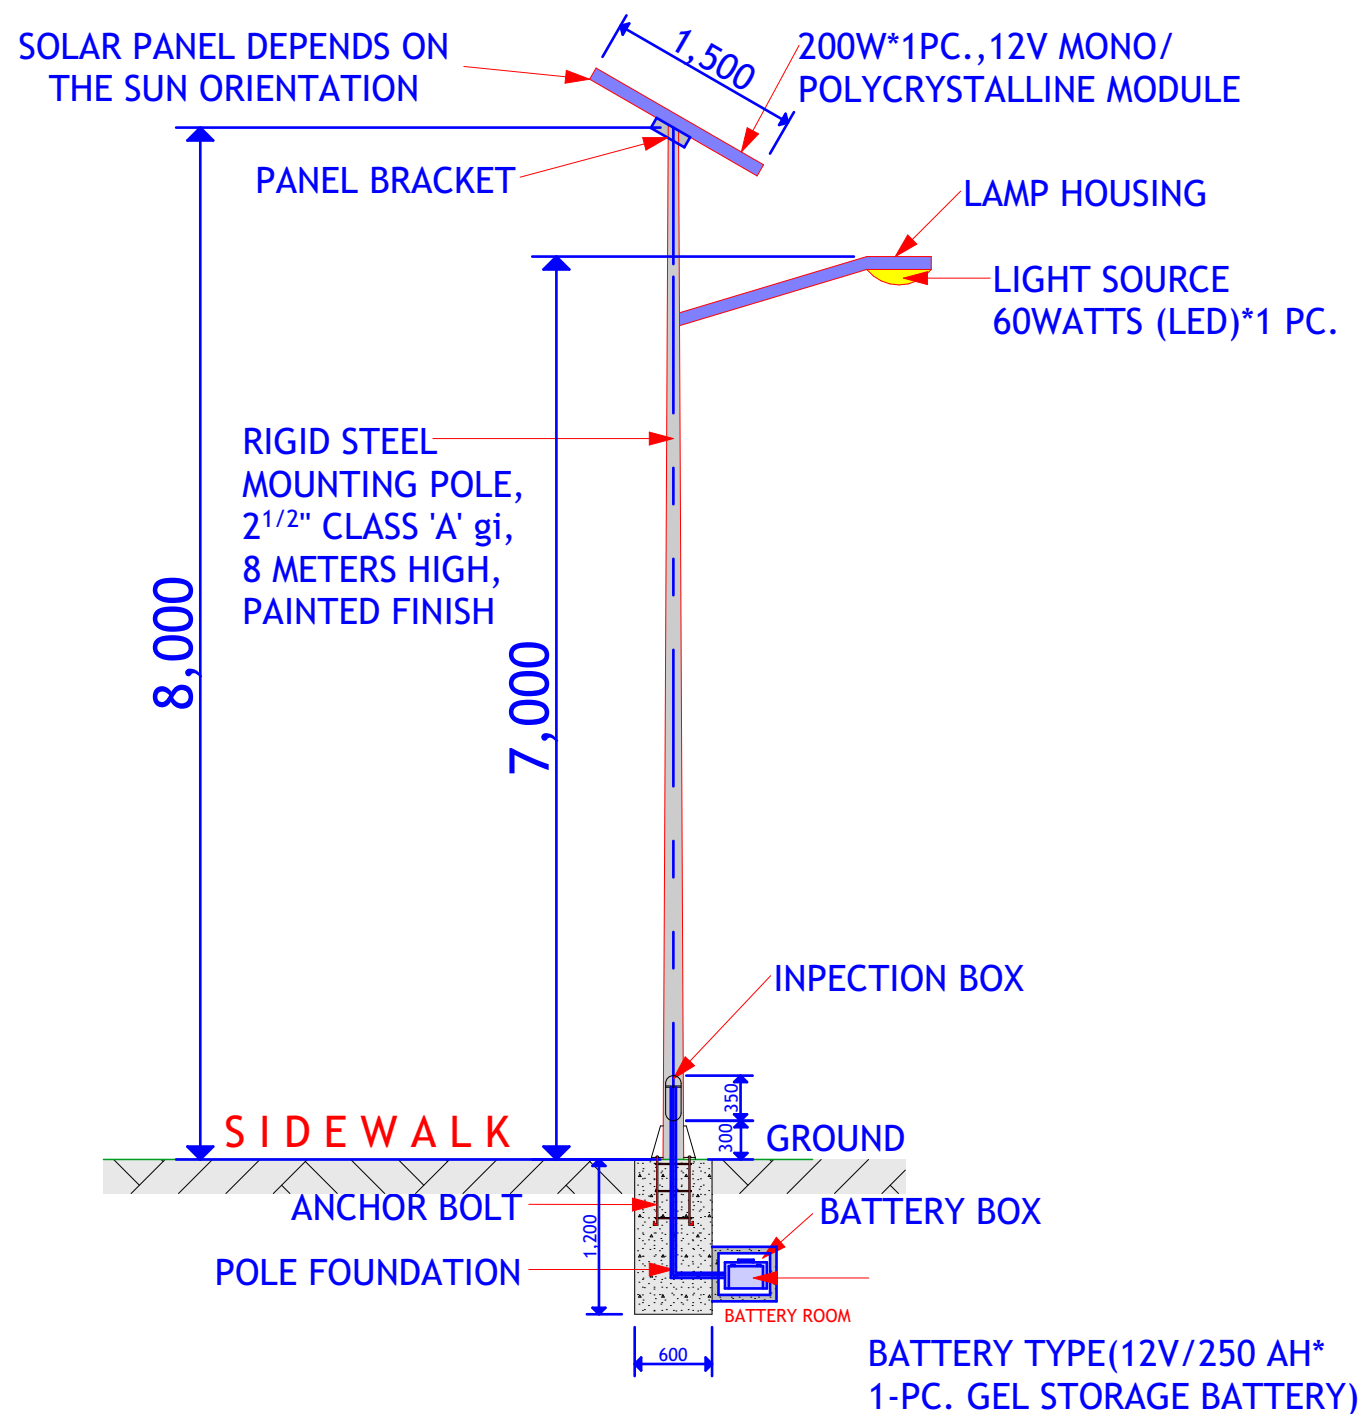 SOLAR PANEL DEPENDS ON
THE SUN ORIENTATION
1,500
200W*1PC.,12V MONO/
POLYCRYSTALLINE MODULE
PANEL BRACKET
LAMP HOUSING
LIGHT SOURCE
60WATTS (LED)*1 PC.
RIGID STEEL
MOUNTING POLE,
2 1/2" CLASS 'A' gi,
8 METERS HIGH,
PAINTED FINISH
8,000
7,000
INPECTION BOX
350
300
SIDEWALK
GROUND
ANCHOR BOLT
1,200
BATTERY BOX
POLE FOUNDATION
BATTERY ROOM
600
BATTERY TYPE(12V/250 AH*
1-PC. GEL STORAGE BATTERY)